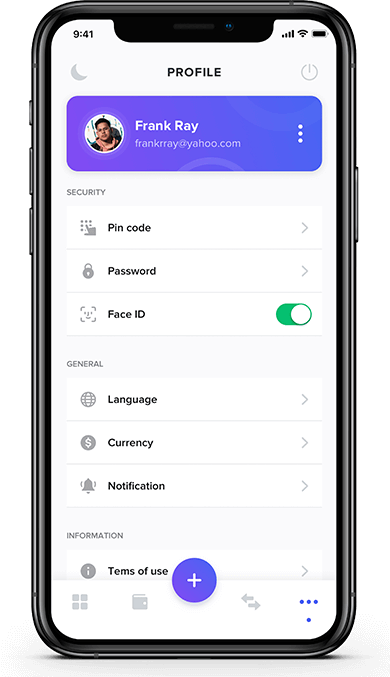 9:41
PROFILE
Frank Ray
frankrray@yahoo.com
SECURITY
Pin code
Password
Face ID
GENERAL
Language
Currency
Notification
INFORMATION
Tems of use